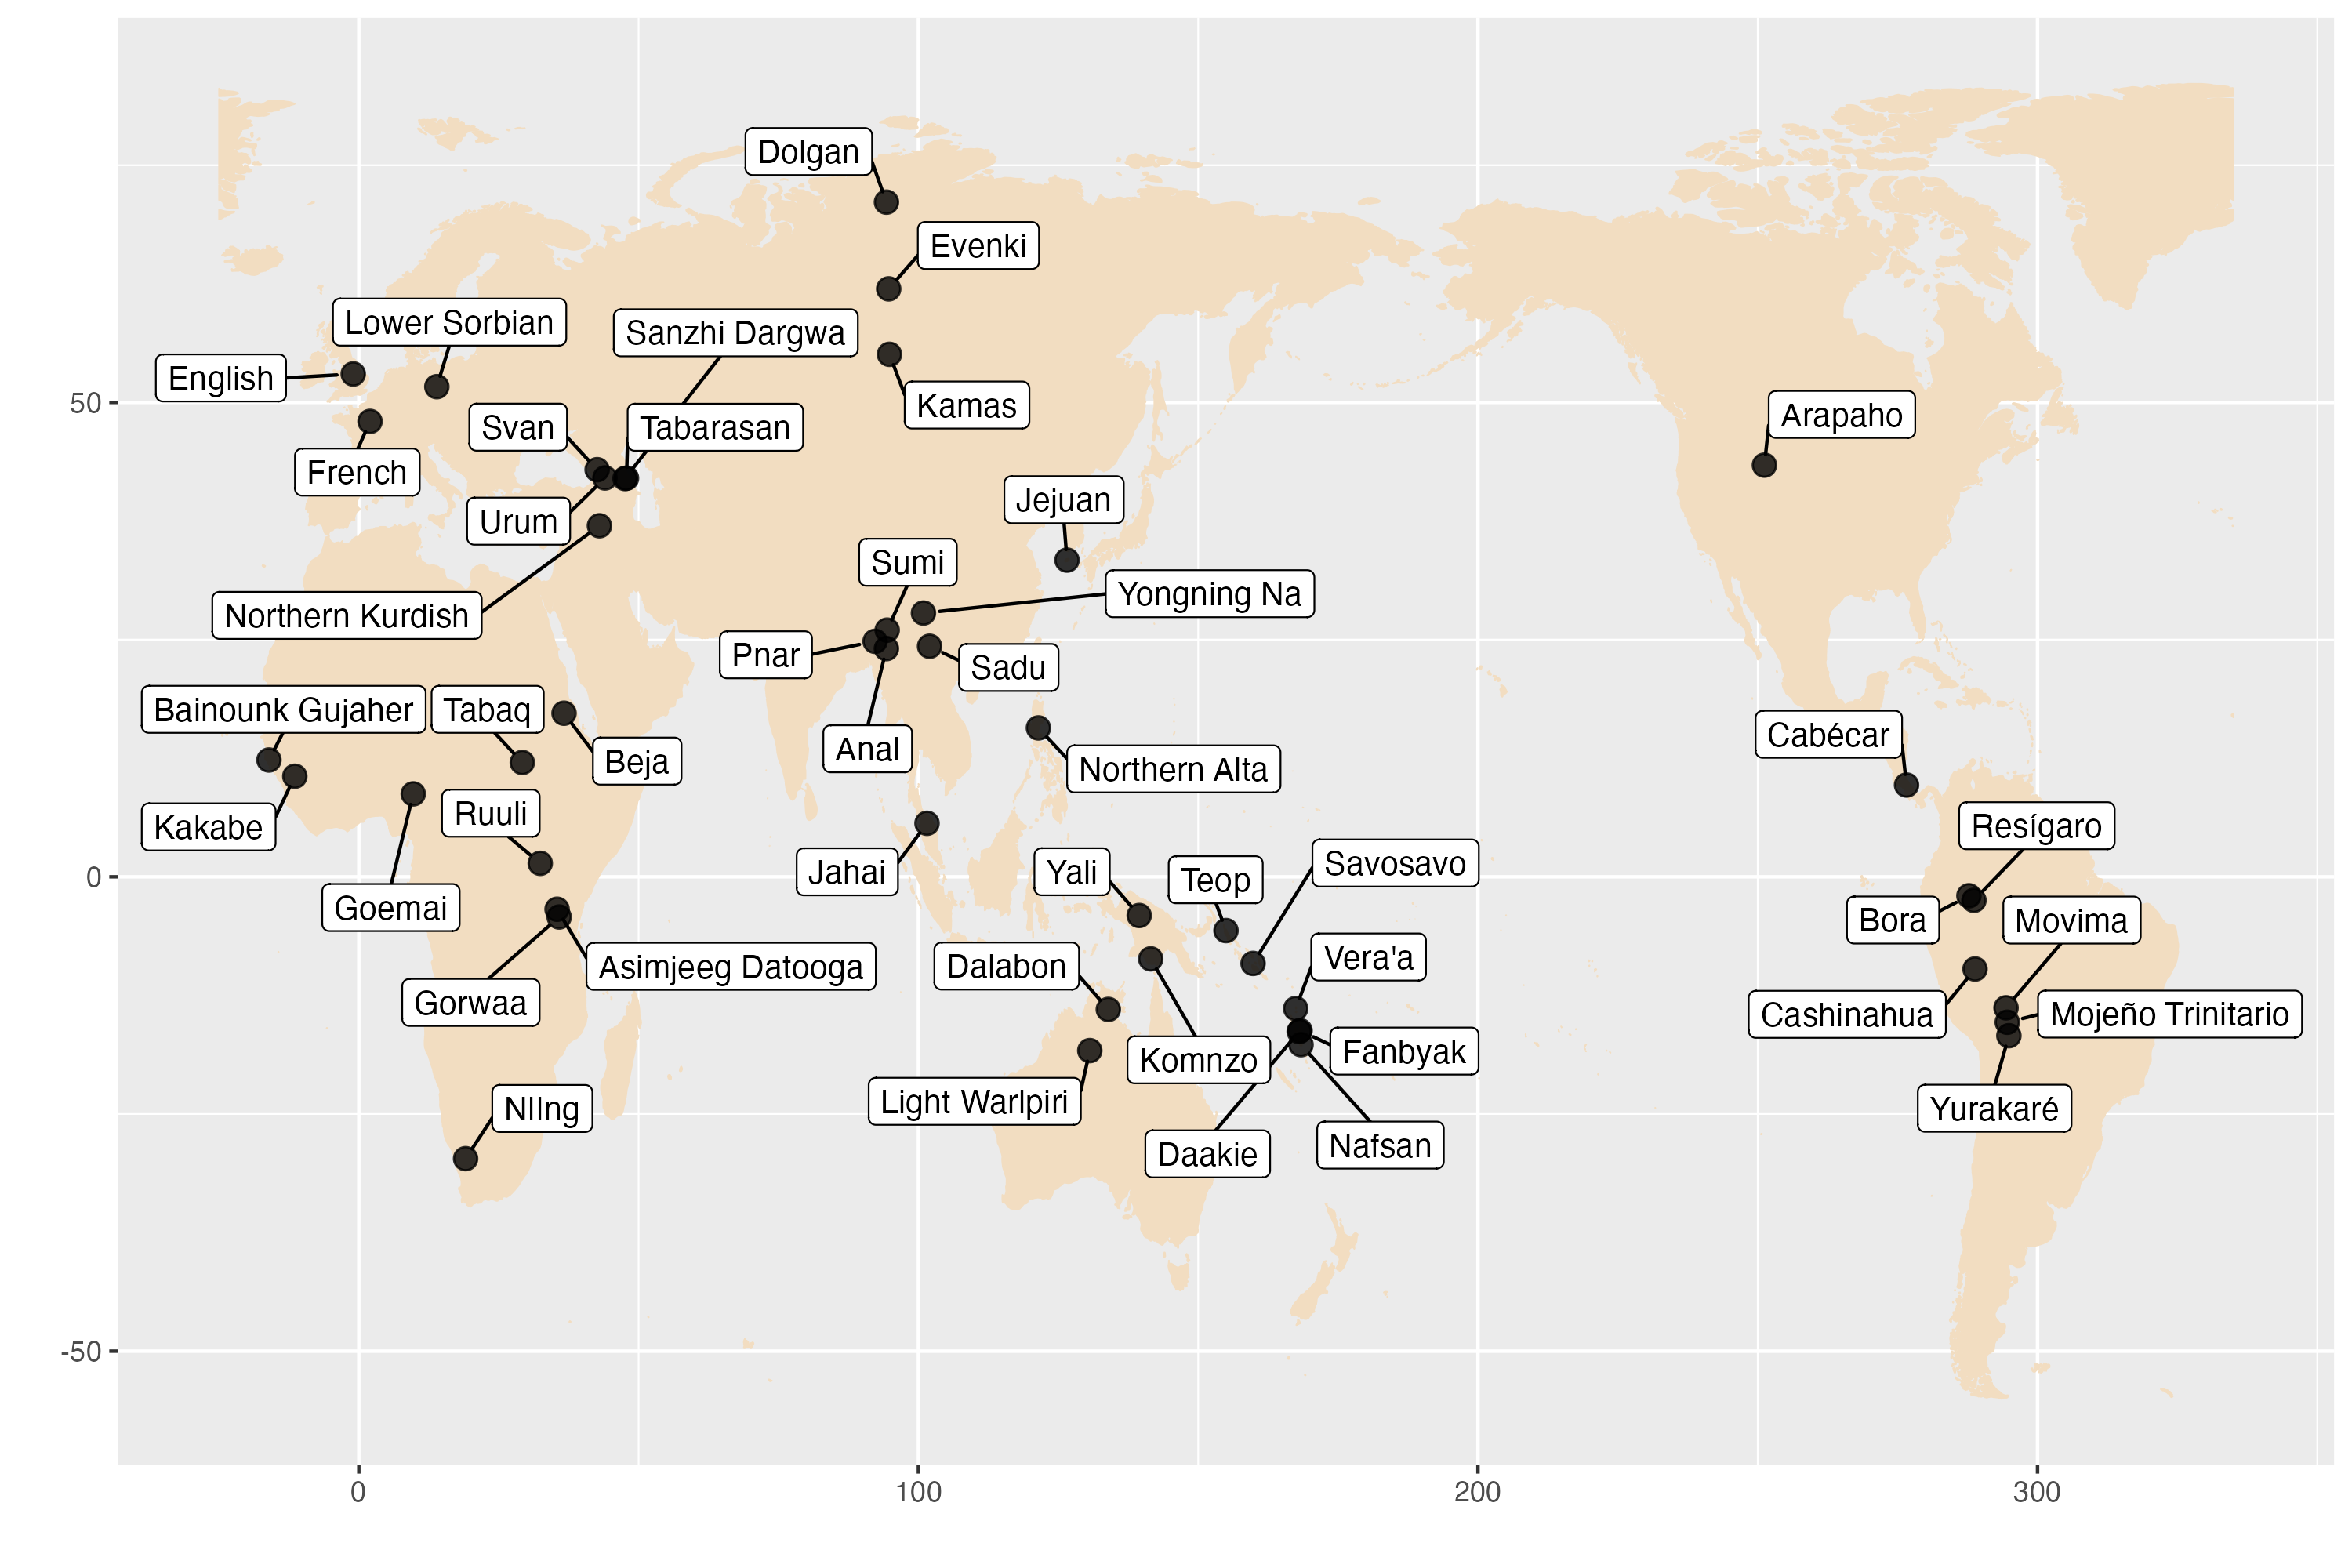 Dolgan
Evenki
Lower Sorbian
Sanzhi Dargwa
English
Kamas
50
Arapaho
Svan
Tabarasan
French
Jejuan
Urum
Sumi
Yongning Na
Northern Kurdish
Pnar
Sadu
Bainounk Gujaher
Tabaq
Cabécar
Anal
Beja
Northern Alta
Ruuli
Kakabe
Resígaro
Savosavo
Jahai
Yali
Teop
0
Goemai
Bora
Movima
Vera'a
Asimjeeg Datooga
Dalabon
Gorwaa
Cashinahua
Mojeño Trinitario
Komnzo
Fanbyak
Light Warlpiri
Nllng
Yurakaré
Nafsan
Daakie
-50
0
100
200
300